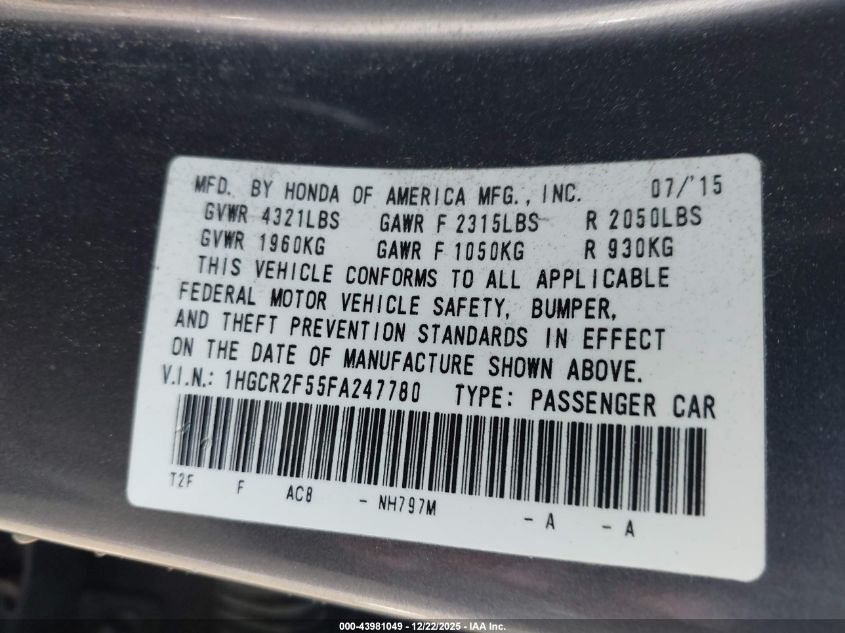 MFD. BY HONDA OF AMERICA MFG., INC. 07/'15
GVWR 4321LBS GAWR F 2315LBS R 2050LBS
GVWR 1960KG GAWR F 1050KG R 930KG
THIS VEHICLE CONFORMS TO ALL APPLICABLE
FEDERAL MOTOR VEHICLE SAFETY, BUMPER,
AND THEFT PREVENTION STANDARDS IN EFFECT
ON THE DATE OF MANUFACTURE SHOWN ABOVE.
V.I.N.: 1HGCR2F55FA247780 TYPE: PASSENGER CAR
T2F F AC8 - NH797M - A - A
000-43981049 - 12/22/2025 - IAA Inc.